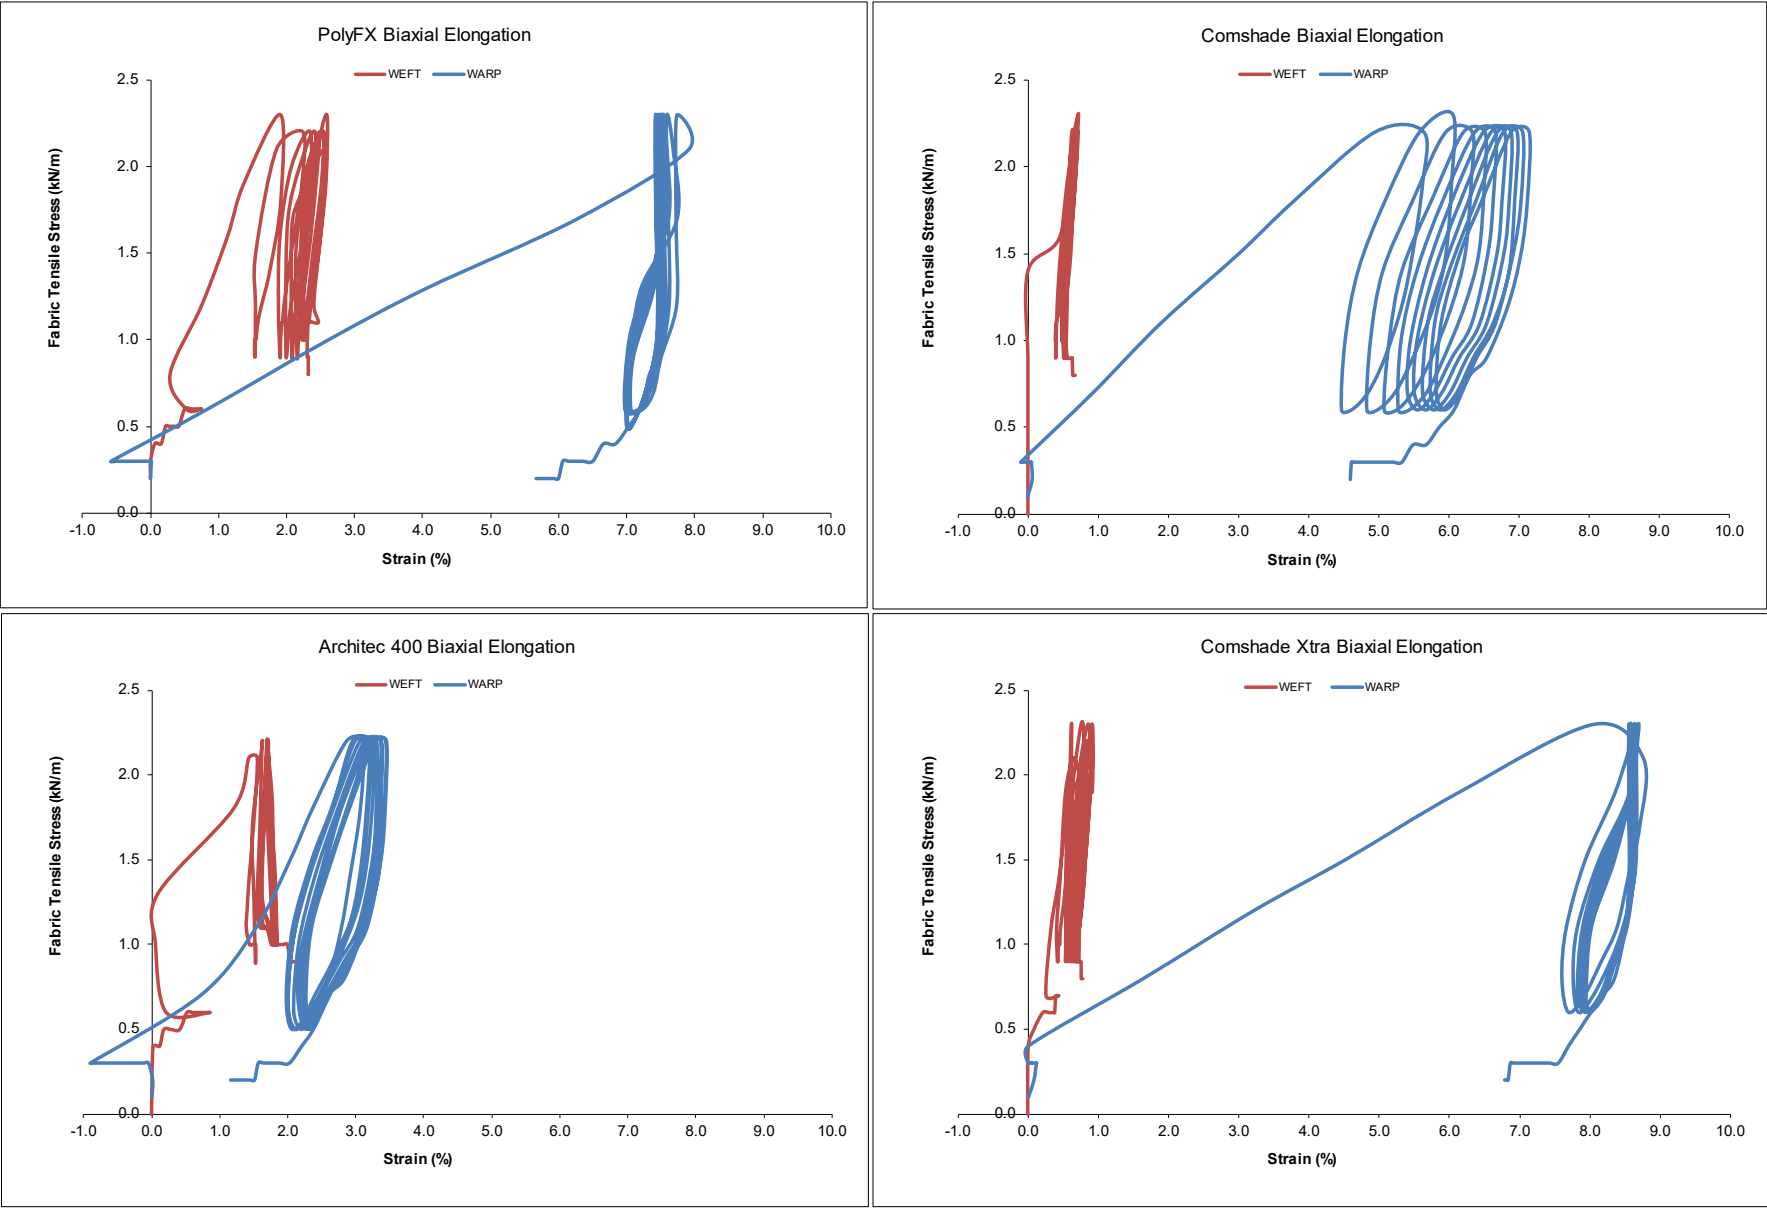 PolyFX Biaxial Elongation
WEFT WARP
Fabric Tensile Stress (kN/m)
2.5
2.0
1.5
1.0
0.5
0.0
-1.0 0.0 1.0 2.0 3.0 4.0 5.0 6.0 7.0 8.0 9.0 10.0
Strain (%)
Comshade Biaxial Elongation
WEFT WARP
Fabric Tensile Stress (kN/m)
2.5
2.0
1.5
1.0
0.5
0.0
-1.0 0.0 1.0 2.0 3.0 4.0 5.0 6.0 7.0 8.0 9.0 10.0
Strain (%)
Architec 400 Biaxial Elongation
WEFT WARP
Fabric Tensile Stress (kN/m)
2.5
2.0
1.5
1.0
0.5
0.0
-1.0 0.0 1.0 2.0 3.0 4.0 5.0 6.0 7.0 8.0 9.0 10.0
Strain (%)
Comshade Xtra Biaxial Elongation
WEFT WARP
Fabric Tensile Stress (kN/m)
2.5
2.0
1.5
1.0
0.5
0.0
-1.0 0.0 1.0 2.0 3.0 4.0 5.0 6.0 7.0 8.0 9.0 10.0
Strain (%)